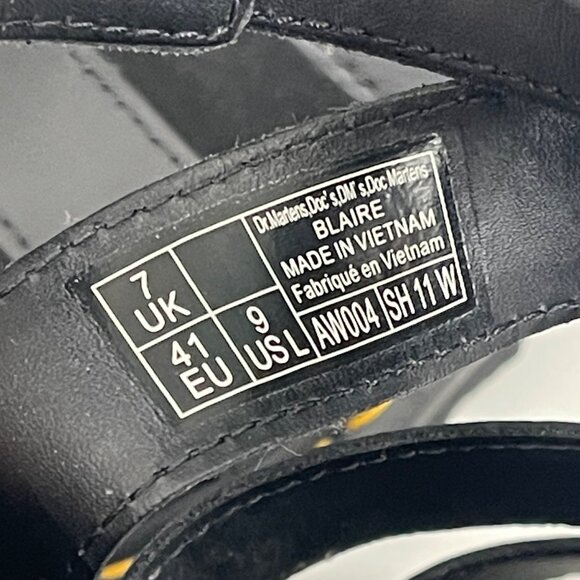 Dr.Martens,Doc's,DM's,Doc Martens
BLAIRE
MADE IN VIETNAM
Fabriqué en Vietnam
7
UK
41
EU
9
US L
AW004
SH 11 W